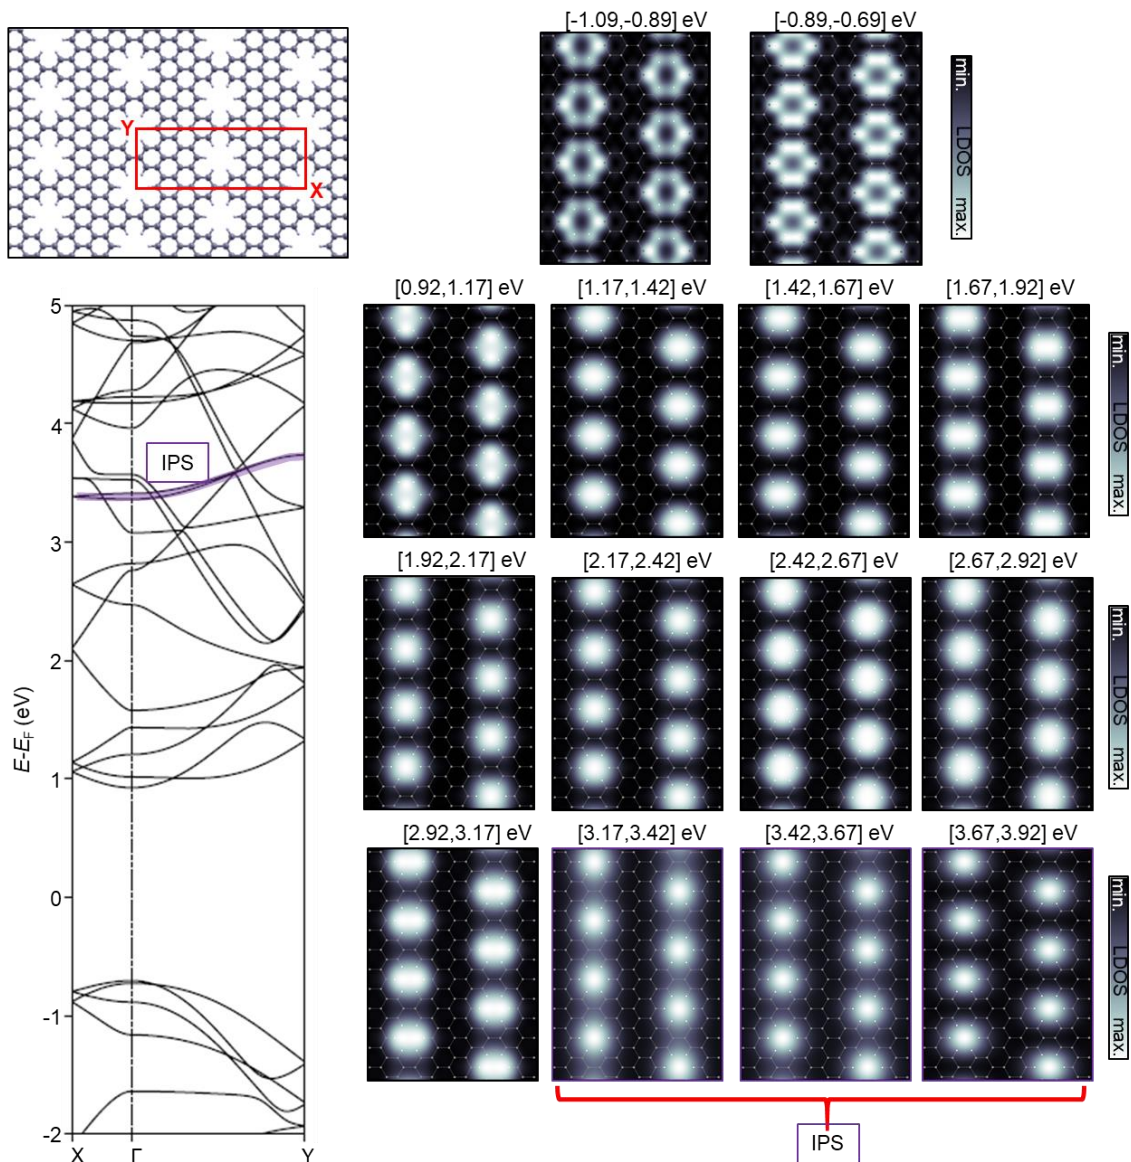 [-1.09,-0.89] eV
[-0.89,-0.69] eV
min.
LDOS
max.
Y
X
[0.92,1.17] eV
[1.17,1.42] eV
[1.42,1.67] eV
[1.67,1.92] eV
min.
LDOS
max.
5
4
3
2
1
0
-1
-2
E-EF (eV)
IPS
X
Γ
Y
[1.92,2.17] eV
[2.17,2.42] eV
[2.42,2.67] eV
[2.67,2.92] eV
min.
LDOS
max.
[2.92,3.17] eV
[3.17,3.42] eV
[3.42,3.67] eV
[3.67,3.92] eV
min.
LDOS
max.
IPS